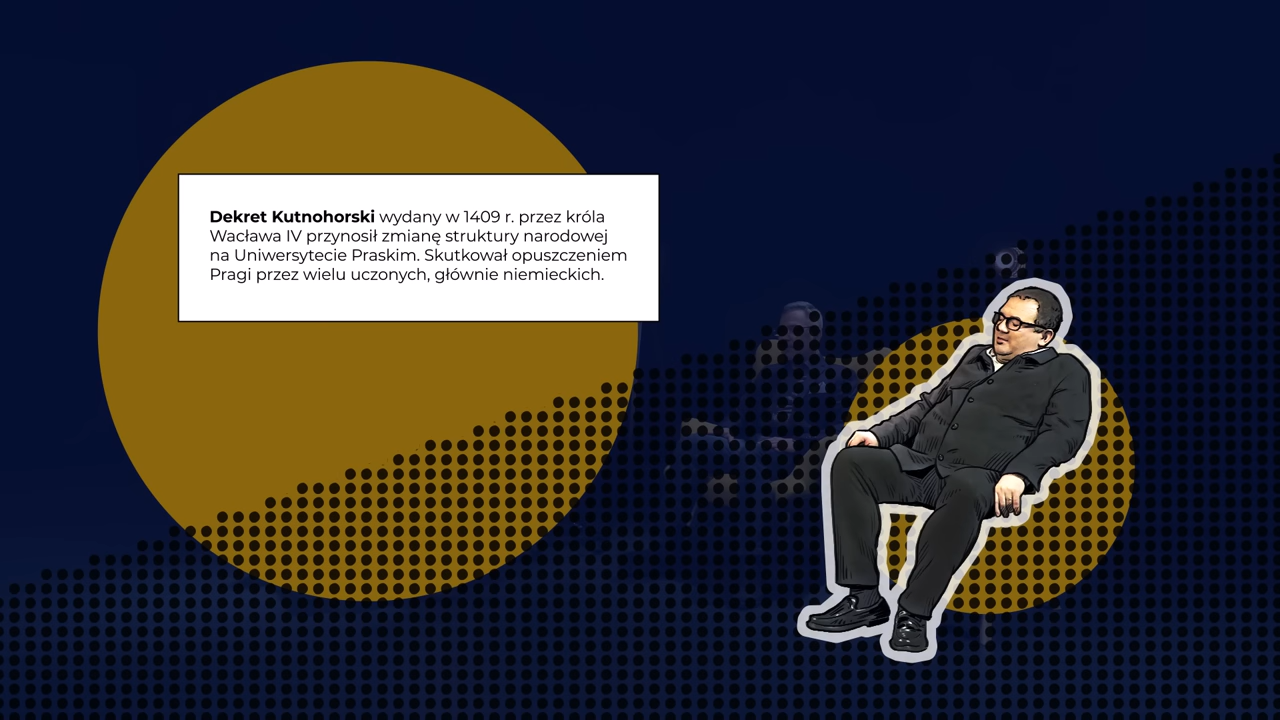 Dekret Kutnohorski wydany w 1409 r. przez króla
Wacława IV przynosił zmianę struktury narodowej
na Uniwersytecie Praskim. Skutkował opuszczeniem
Pragi przez wielu uczonych, głównie niemieckich.